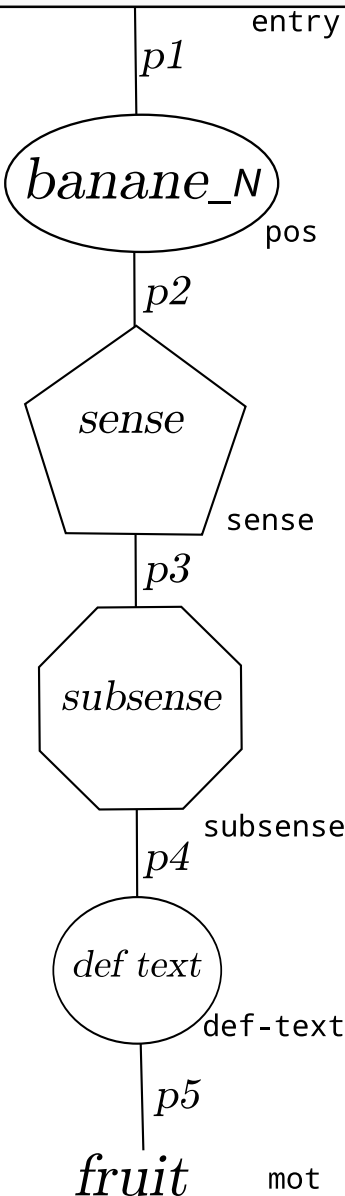 entry
p1
banane_N
pos
p2
sense
sense
p3
subsense
subsense
p4
def text
def-text
p5
fruit mot